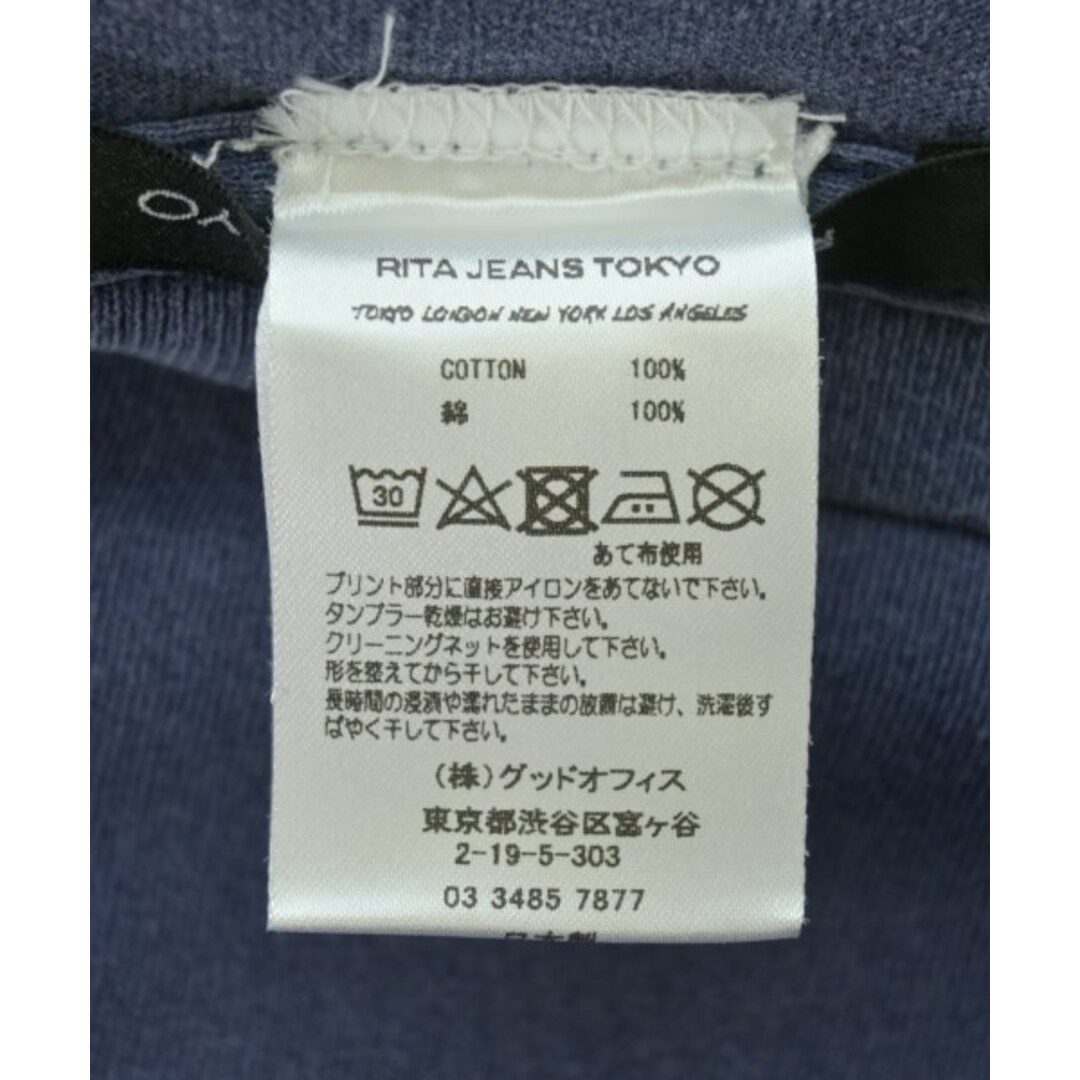 RITA JEANS TOKYO
TOKYO LONDON NEW YORK LOS ANGELES
COTTON 100%
綿 100%
30
あて布使用
プリント部分に直接アイロンをあてないで下さい。
タンブラー乾燥はお避け下さい。
クリーニングネットを使用して下さい。
形を整えてから干して下さい。
長時間の浸漬や濡れたままの放置は避け、洗濯後す
ばやく干して下さい。
(株)グッドオフィス
東京都渋谷区富ヶ谷
2-19-5-303
03 3485 7877